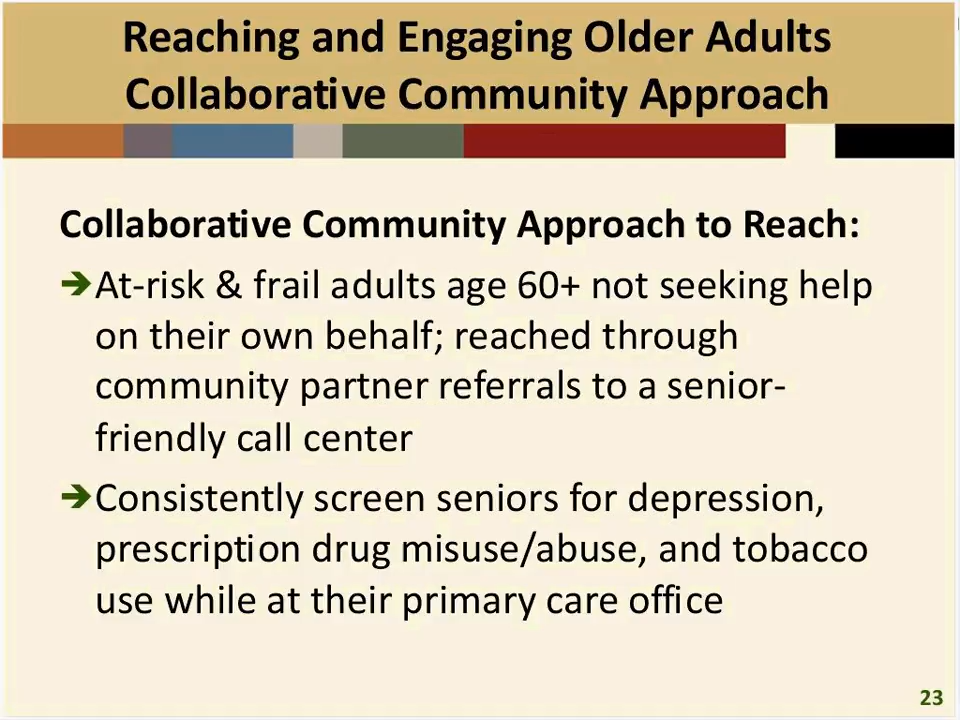 Reaching and Engaging Older Adults
Collaborative Community Approach
Collaborative Community Approach to Reach:
➔At-risk & frail adults age 60+ not seeking help
on their own behalf; reached through
community partner referrals to a senior-
friendly call center
➔Consistently screen seniors for depression,
prescription drug misuse/abuse, and tobacco
use while at their primary care office
23